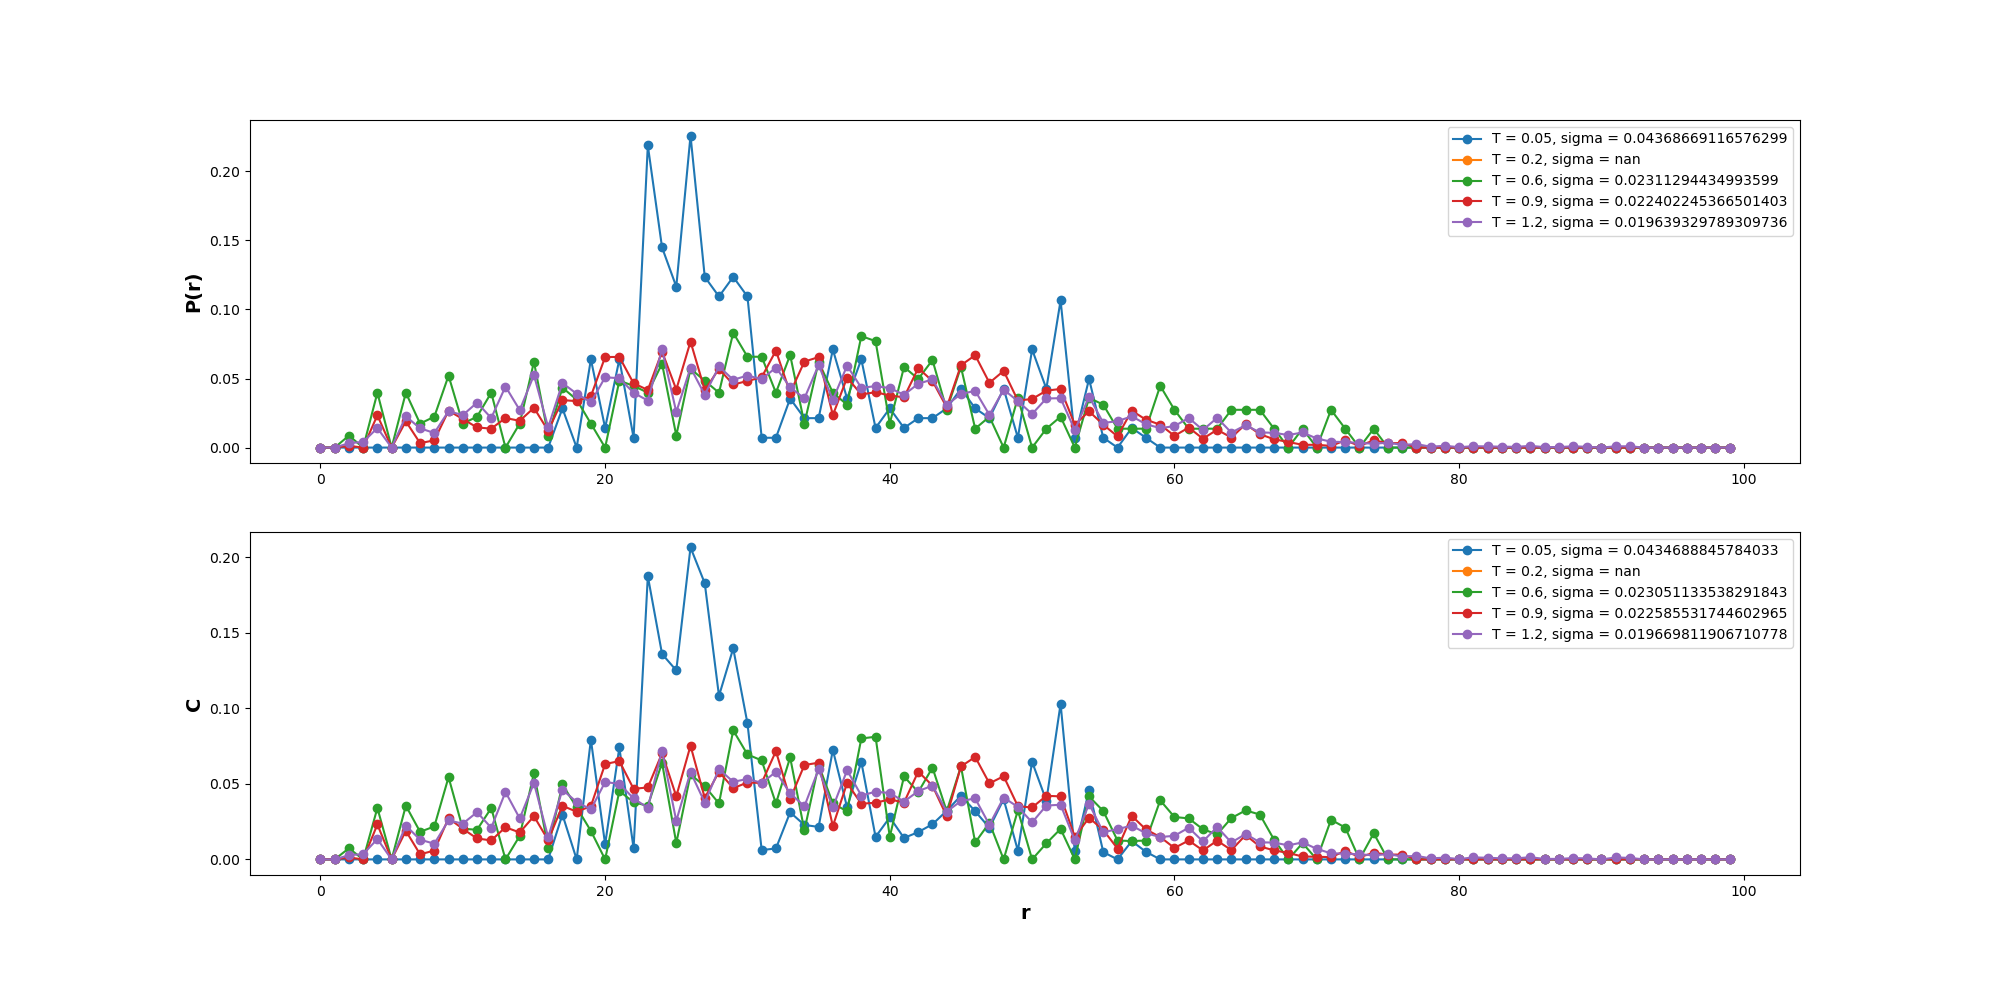 T = 0.05, sigma = 0.04368669116576299
T = 0.2, sigma = nan
T = 0.6, sigma = 0.02311294434993599
T = 0.9, sigma = 0.022402245366501403
T = 1.2, sigma = 0.019639329789309736
P(r)
0.20
0.15
0.10
0.05
0.00
0 20 40 60 80 100
T = 0.05, sigma = 0.0434688845784033
T = 0.2, sigma = nan
T = 0.6, sigma = 0.023051133538291843
T = 0.9, sigma = 0.022585531744602965
T = 1.2, sigma = 0.019669811906710778
C
0.20
0.15
0.10
0.05
0.00
0 20 40 60 80 100
r